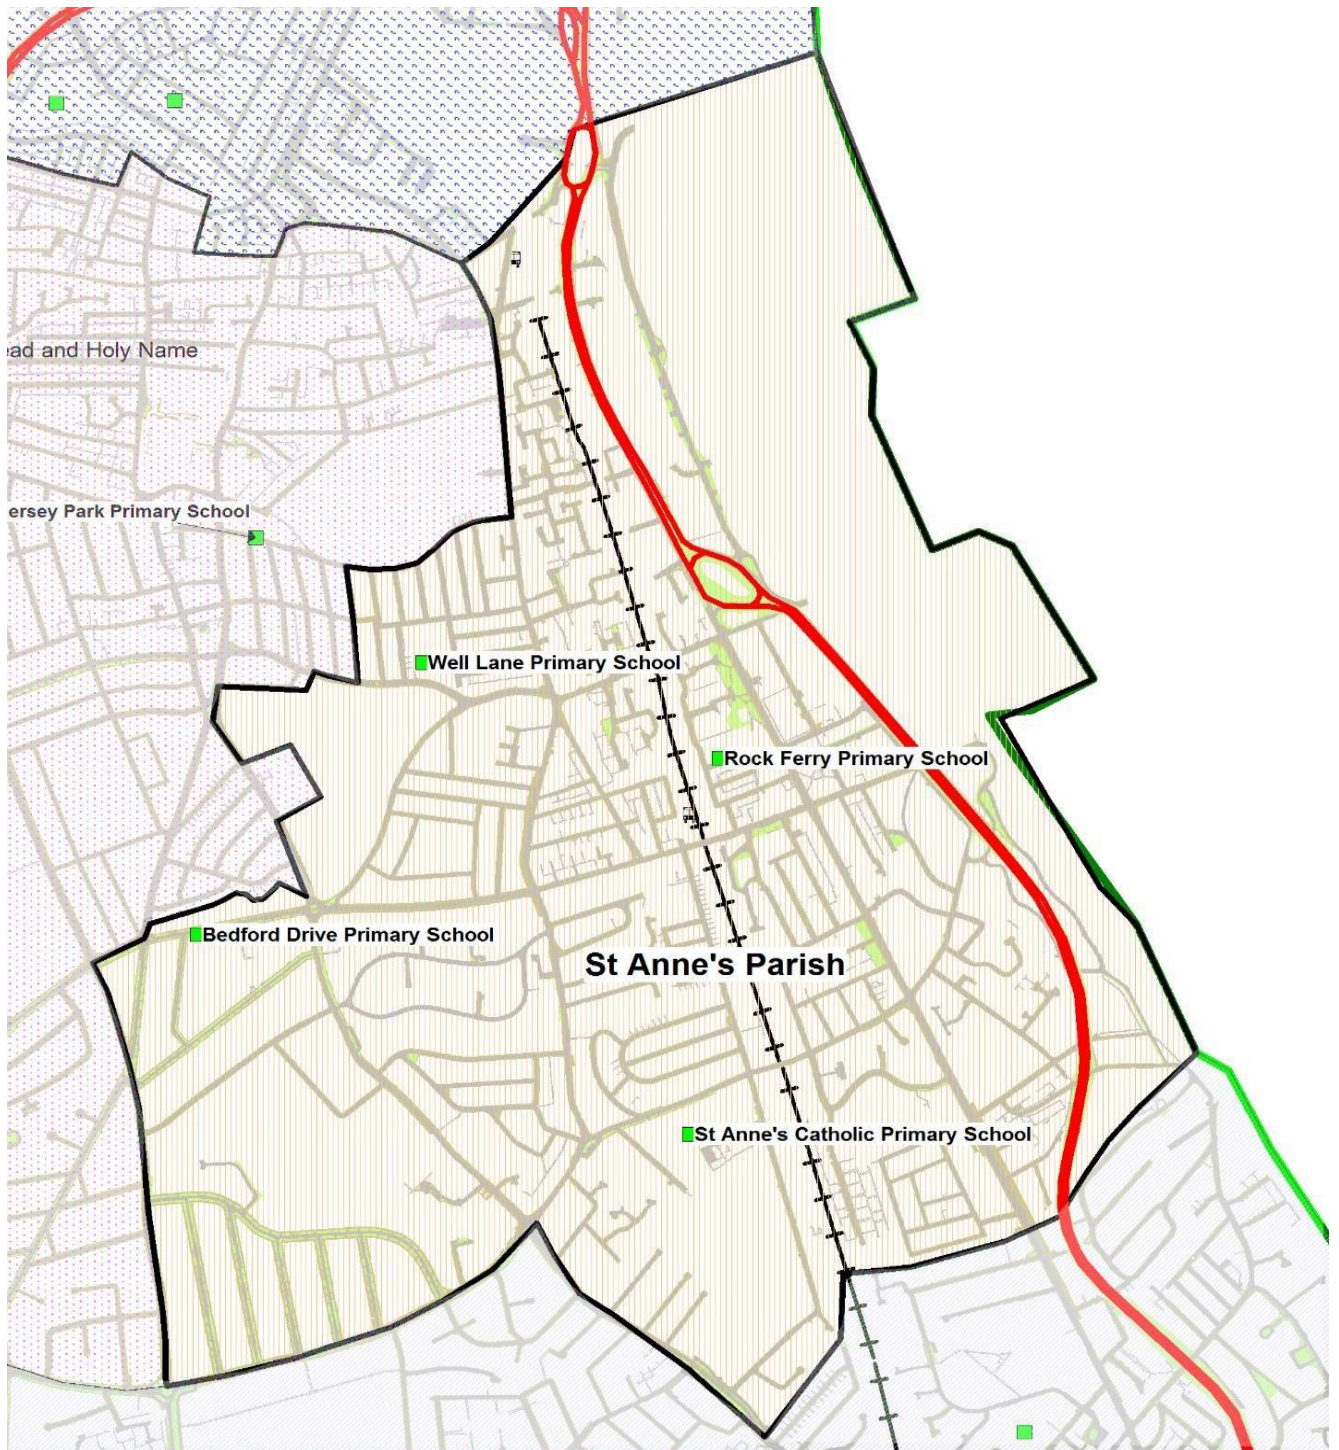 ead and Holy Name
ersey Park Primary School
Well Lane Primary School
Rock Ferry Primary School
Bedford Drive Primary School
St Anne's Parish
St Anne's Catholic Primary School